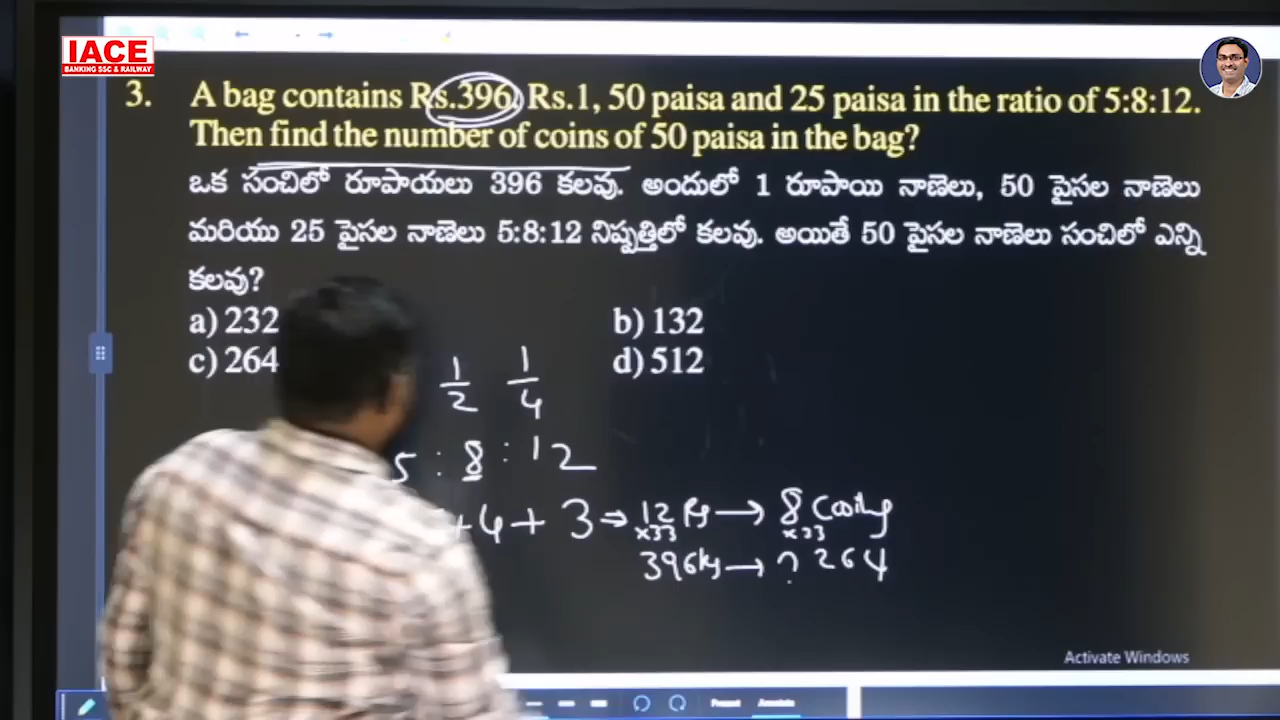 IACE
BANKING SSC & RAILWAY
3. A bag contains Rs.396. Rs.1, 50 paisa and 25 paisa in the ratio of 5:8:12.
Then find the number of coins of 50 paisa in the bag?
ఒక సంచిలో రూపాయలు 396 కలవు. అందులో 1 రూపాయి నాణెలు, 50 పైసల నాణెలు
మరియు 25 పైసల నాణెలు 5:8:12 నిష్పత్తిలో కలవు. అయితే 50 పైసల నాణెలు సంచిలో ఎన్ని
కలవు?
a) 232 b) 132
c) 264 d) 512
1/2 1/4
5 : 8 : 12
+4 + 3 ⇒ 12 Rs → 8 Coins
×33 ×33
396 Rs → ? 264
Activate Windows
Present Annotate